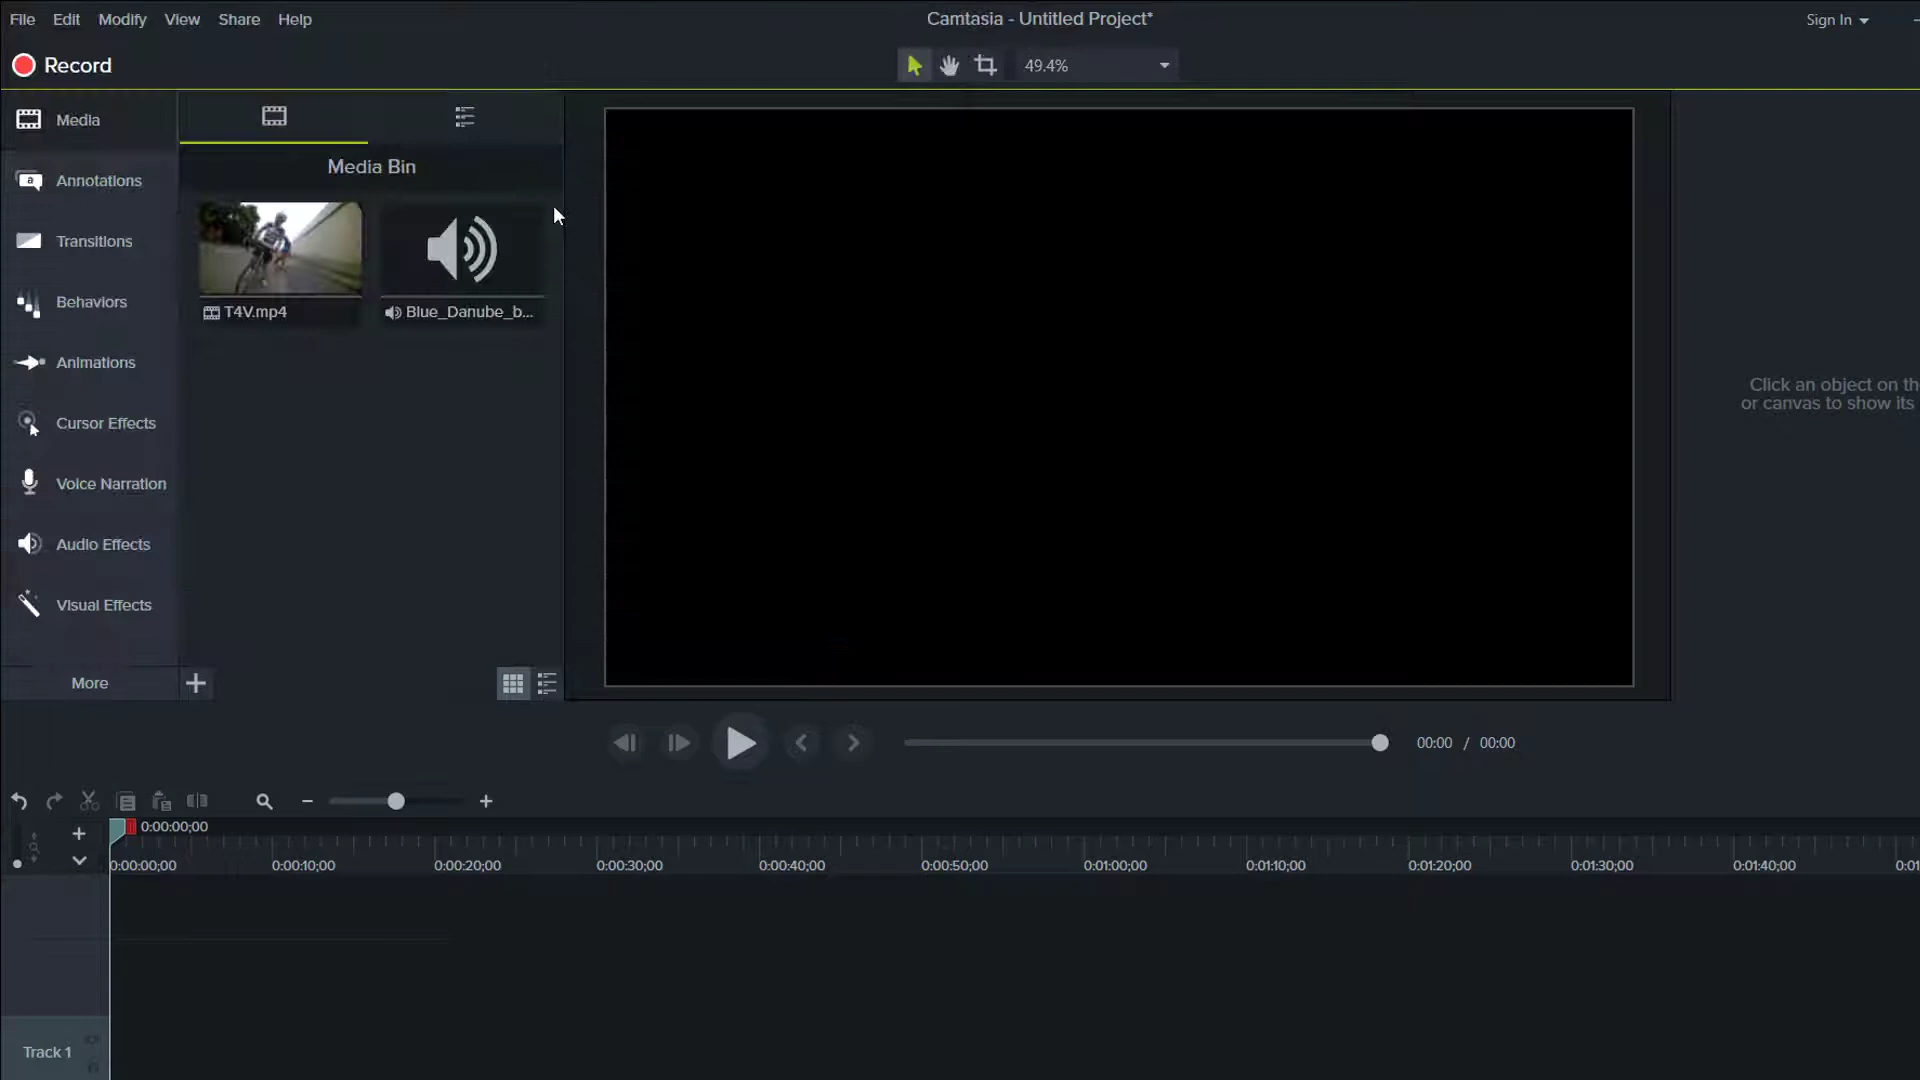 File Edit Modify View Share Help
Camtasia - Untitled Project*
Sign In
Record
49.4%
Media
Annotations
Transitions
Behaviors
Animations
Cursor Effects
Voice Narration
Audio Effects
Visual Effects
More
Media Bin
T4V.mp4
Blue_Danube_b...
Click an object on th
or canvas to show its
00:00 / 00:00
0:00:00;00
0:00:00;00 0:00:10;00 0:00:20;00 0:00:30;00 0:00:40;00 0:00:50;00 0:01:00;00 0:01:10;00 0:01:20;00 0:01:30;00 0:01:40;00 0:01
Track 1